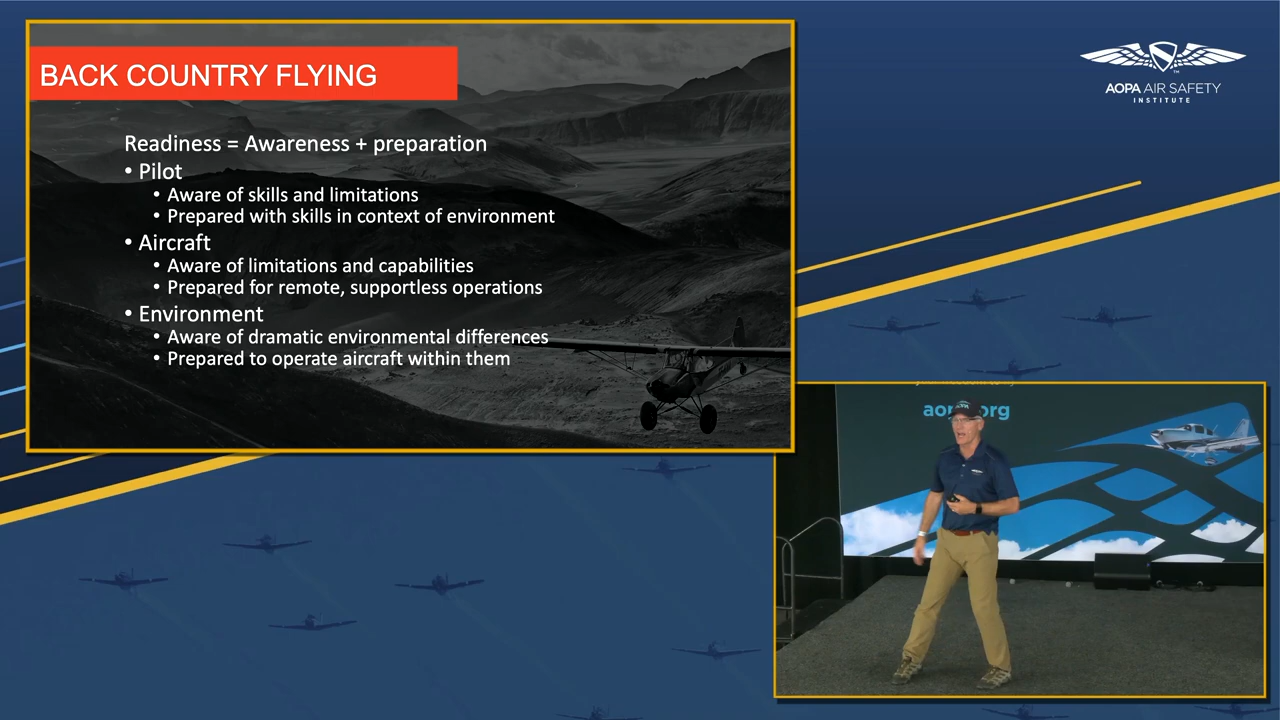 BACK COUNTRY FLYING
Readiness = Awareness + preparation
• Pilot
• Aware of skills and limitations
• Prepared with skills in context of environment
• Aircraft
• Aware of limitations and capabilities
• Prepared for remote, supportless operations
• Environment
• Aware of dramatic environmental differences
• Prepared to operate aircraft within them
AOPA AIR SAFETY
INSTITUTE